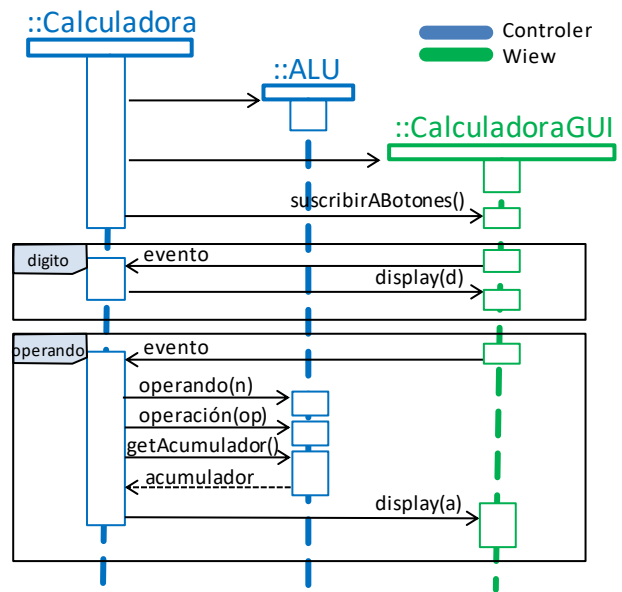 ::Calculadora
Controler
Wiew
::ALU
::CalculadoraGUI
suscribirABotones()
digito
evento
display(d)
operando
evento
operando(n)
operación(op)
getAcumulador()
acumulador
display(a)